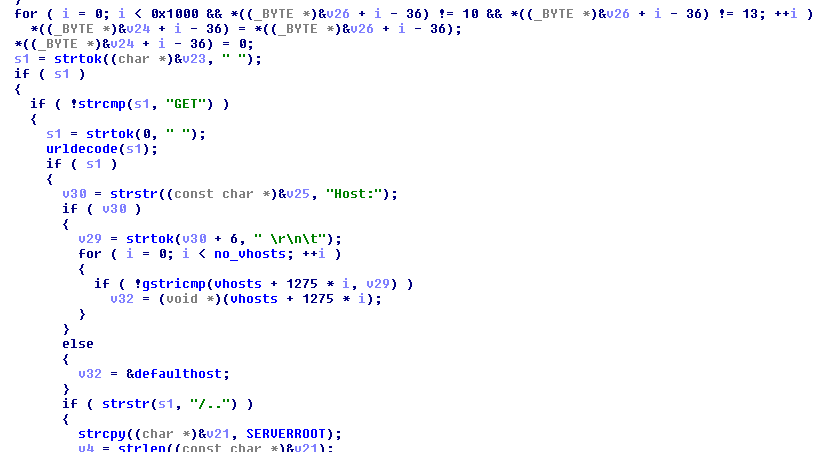 }
for ( i = 0; i < 0x1000 && *((_BYTE *)&v26 + i - 36) != 10 && *((_BYTE *)&v26 + i - 36) != 13; ++i )
*((_BYTE *)&v24 + i - 36) = *((_BYTE *)&v26 + i - 36);
*((_BYTE *)&v24 + i - 36) = 0;
s1 = strtok((char *)&v23, " ");
if ( s1 )
{
if ( !strcmp(s1, "GET") )
{
s1 = strtok(0, " ");
urldecode(s1);
if ( s1 )
{
v30 = strstr((const char *)&v25, "Host:");
if ( v30 )
{
v29 = strtok(v30 + 6, " \r\n\t");
for ( i = 0; i < no_vhosts; ++i )
{
if ( !gstricmp(vhosts + 1275 * i, v29) )
v32 = (void *)(vhosts + 1275 * i);
}
}
else
{
v32 = &defaulthost;
}
if ( strstr(s1, "/..") )
{
strcpy((char *)&v21, SERVERROOT);
v4 = strlen((const char *)&v21);